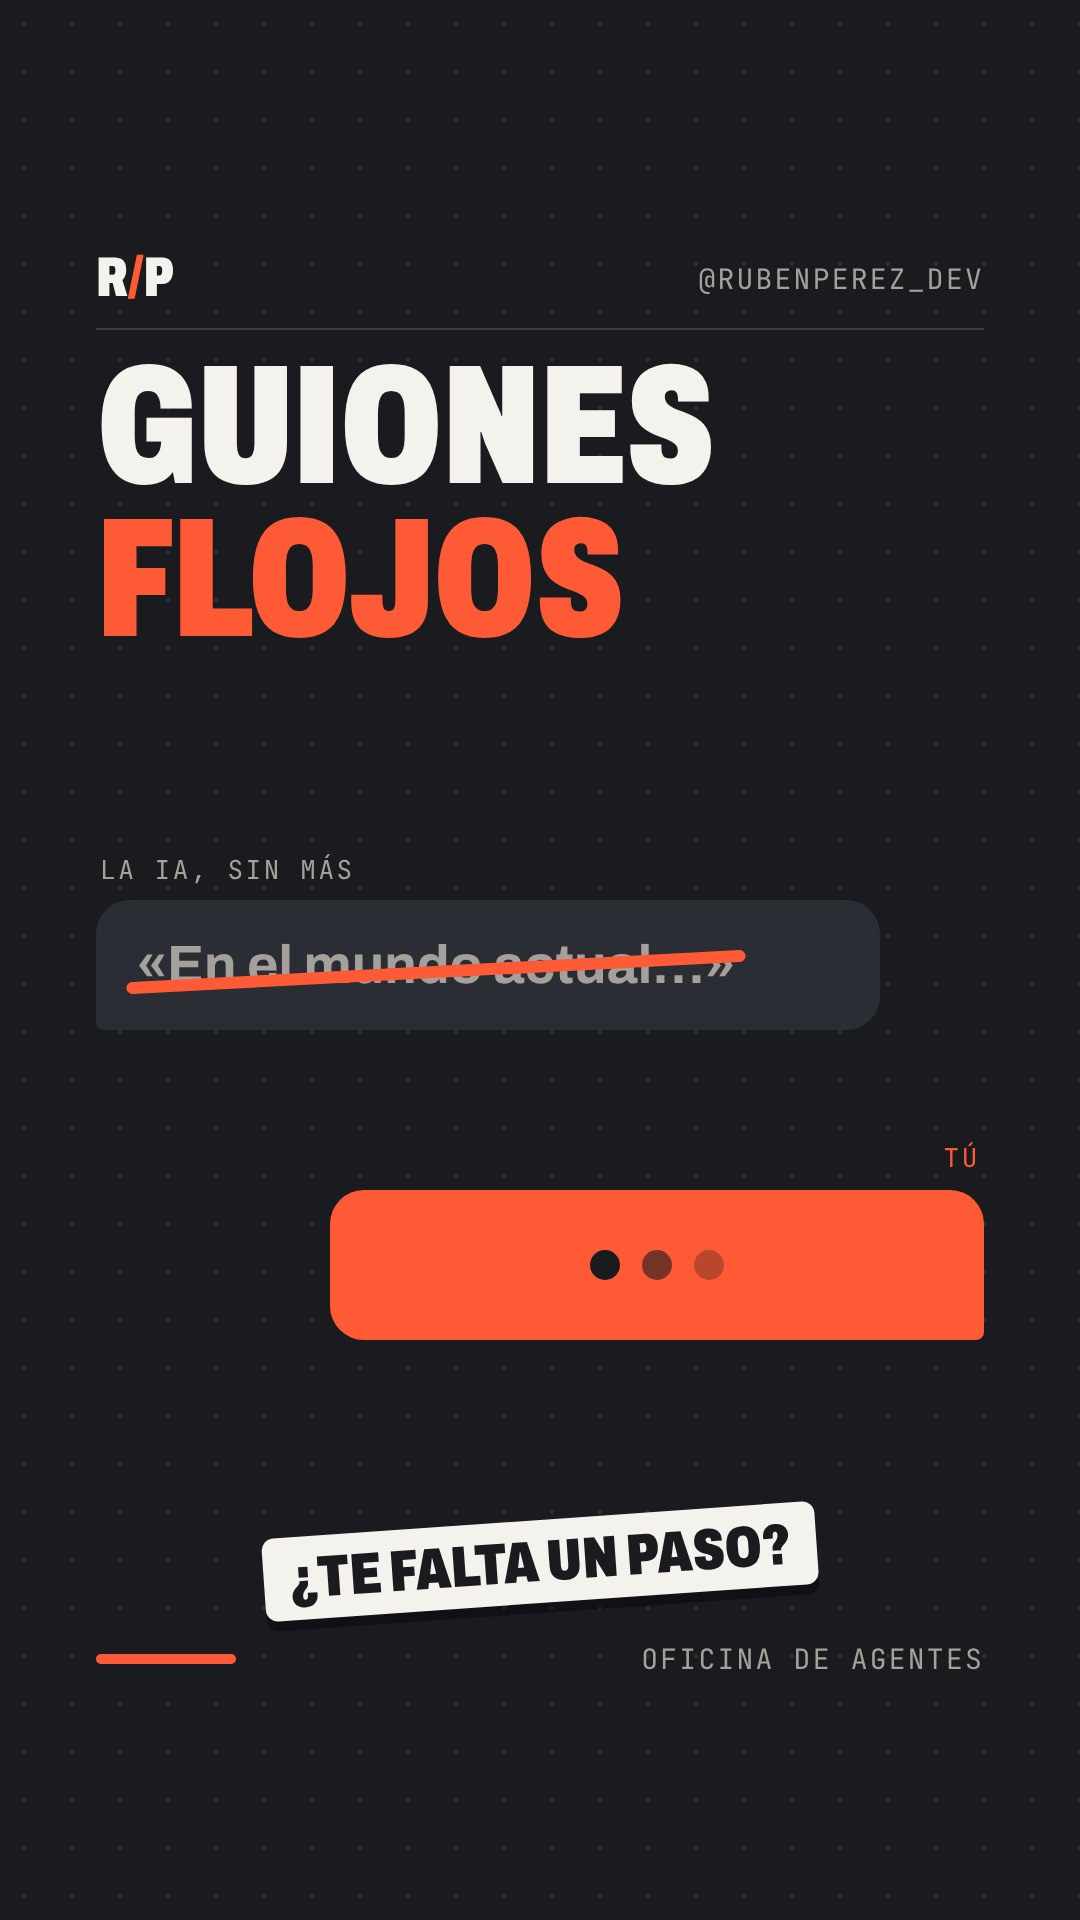 R/P
@RUBENPEREZ_DEV
GUIONES
FLOJOS
LA IA, SIN MÁS
«En el mundo actual...»
TÚ
¿TE FALTA UN PASO?
OFICINA DE AGENTES